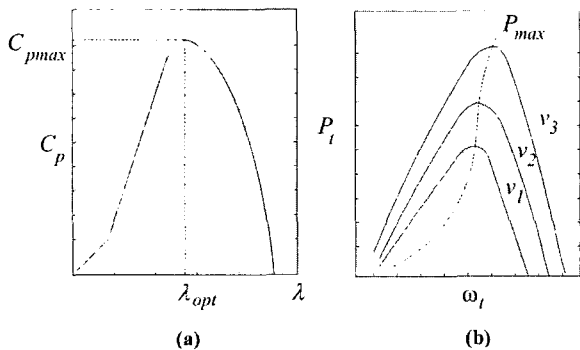 C_pmax
C_p
λ_opt
λ
(a)
P_max
P_t
v_3
v_2
v_1
ω_t
(b)